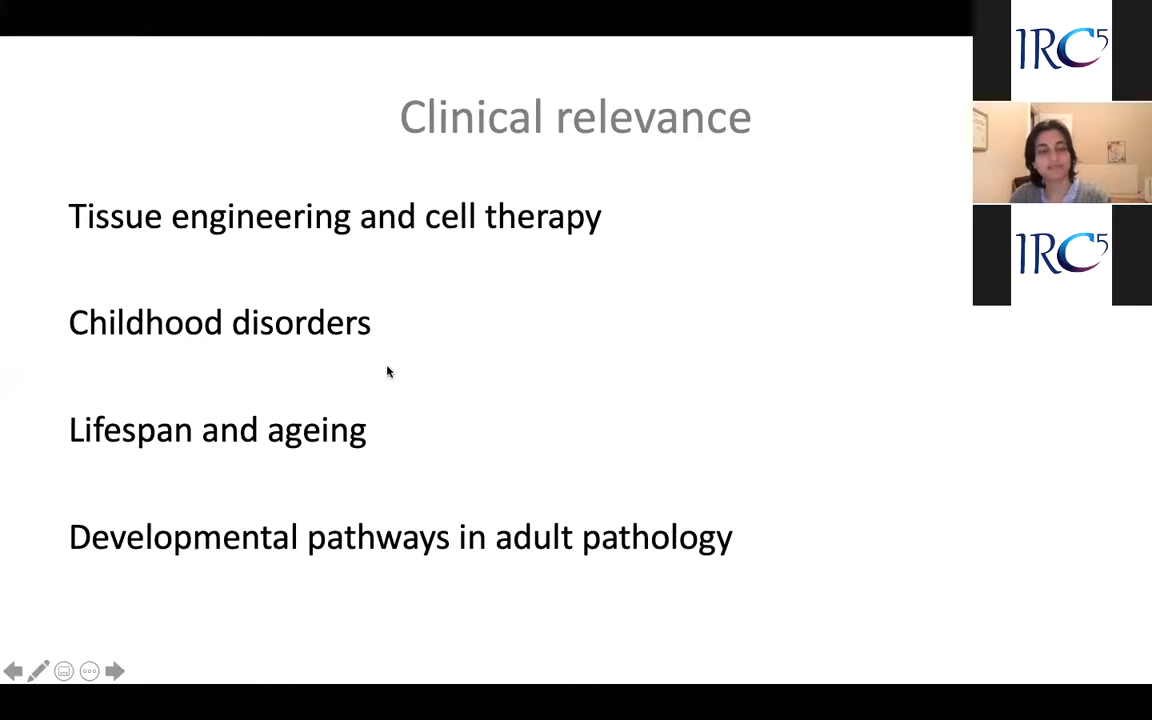 Clinical relevance
Tissue engineering and cell therapy
Childhood disorders
Lifespan and ageing
Developmental pathways in adult pathology
IRC5
IRC5